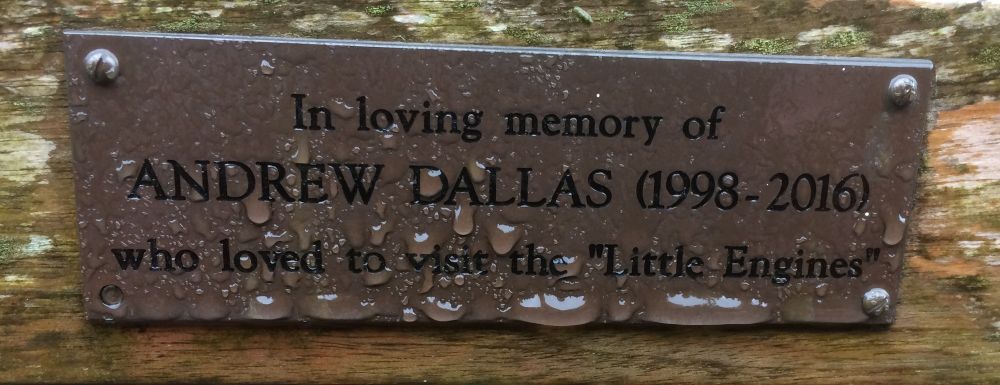 In loving memory of
ANDREW DALLAS (1998-2016)
who loved to visit the "Little Engines"